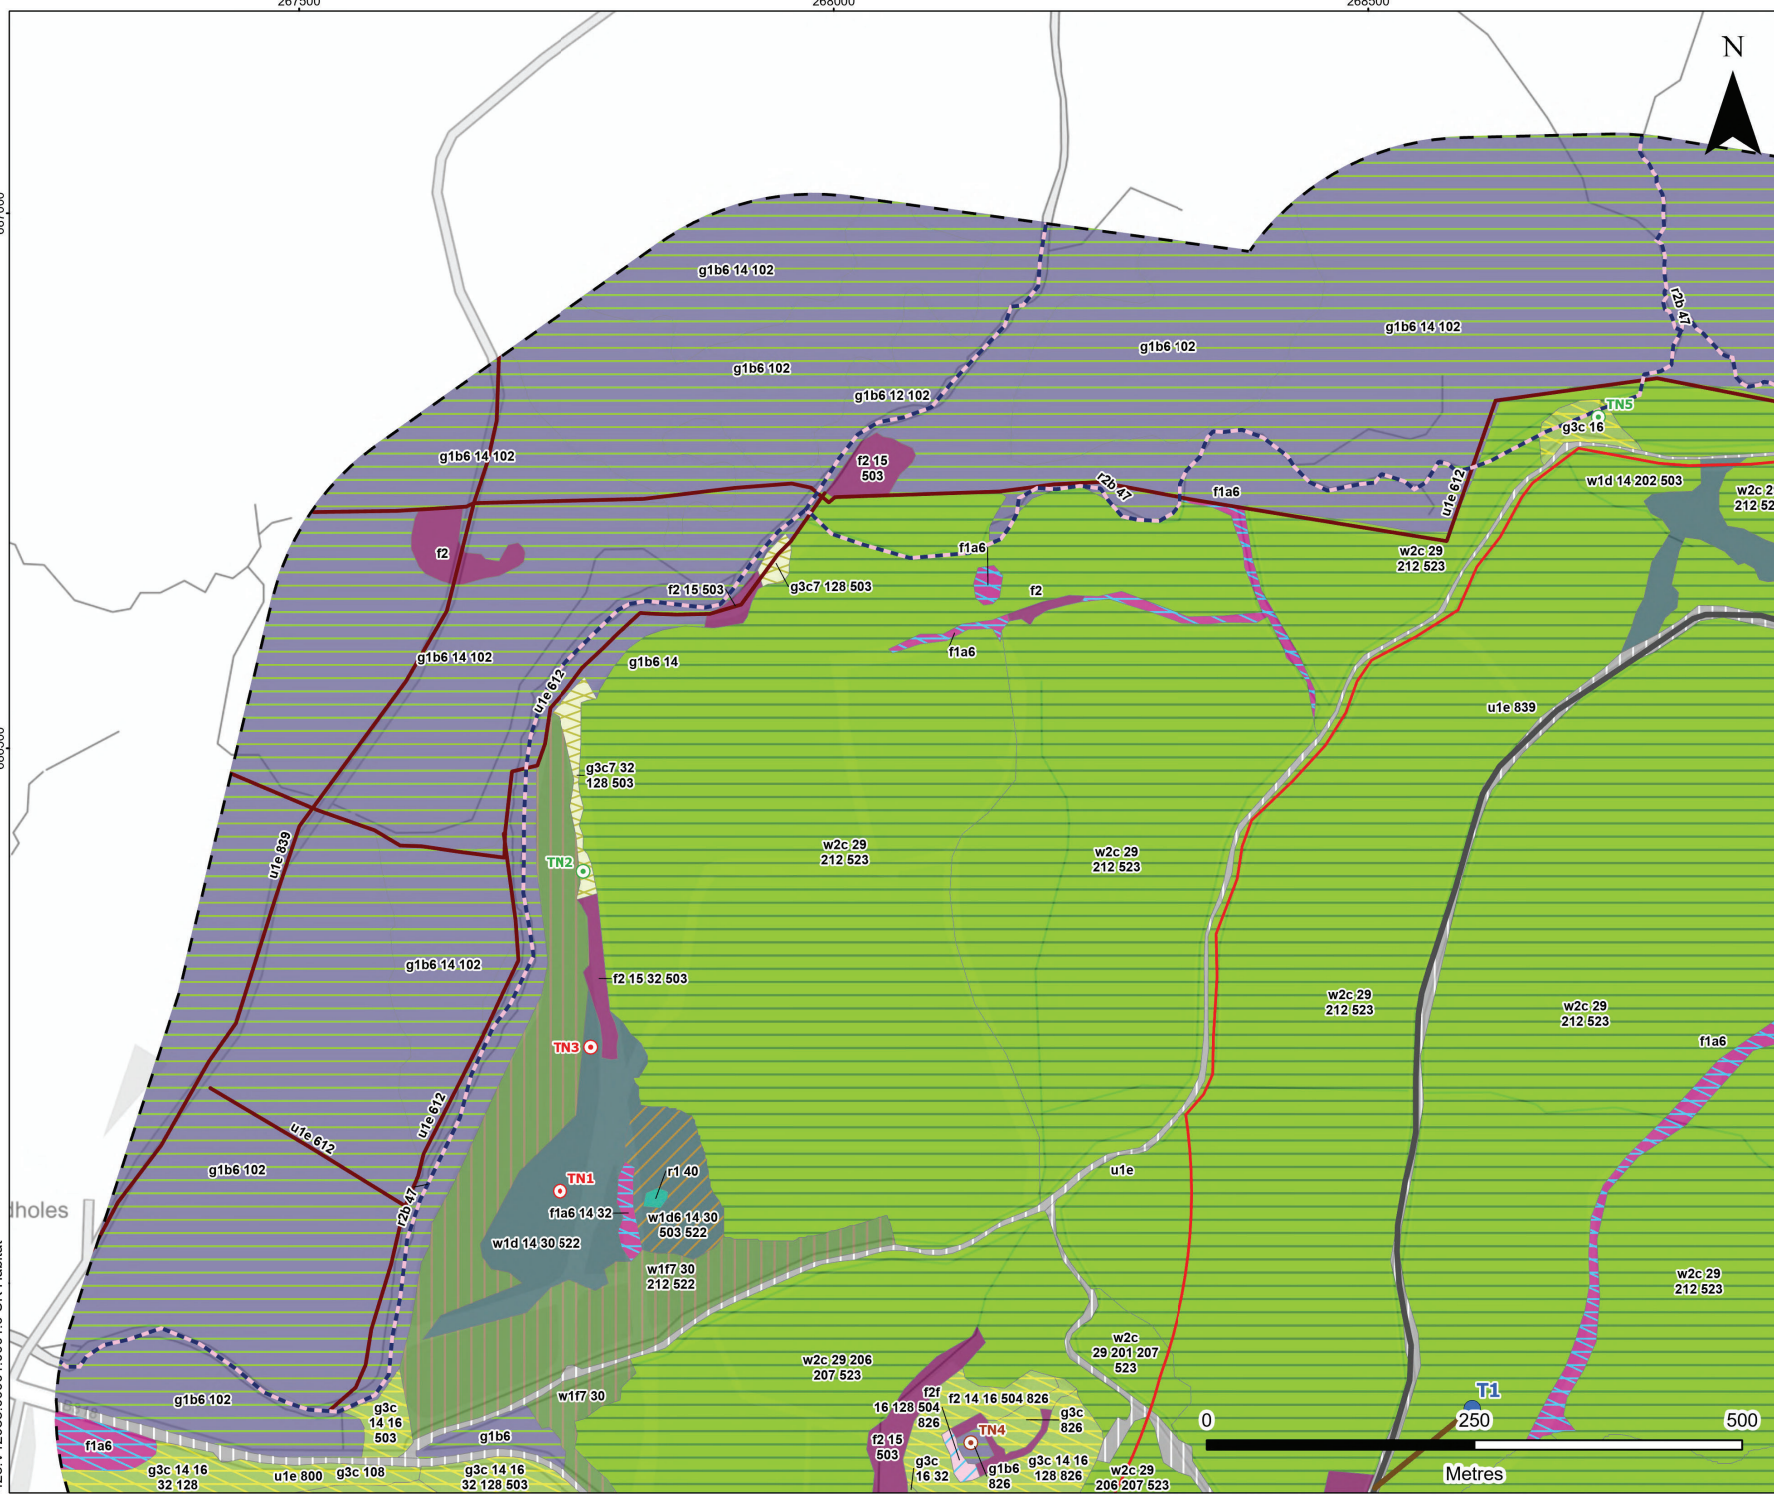 267500
268000
268500
N
g1b6 14 102
g1b6 14 102
r2b 47
g1b6 102
g1b6 102
g1b6 12 102
TN5
g3c 16
g1b6 14 102
f2 15
503
u1e 612
w1d 14 202 503
r2b 47
f1a6
w2c 2
212 52
f2
f1a6
w2c 29
212 523
f2 15 503
g3c7 128 503
f2
f1a6
g1b6 14 102
g1b6 14
u1e 612
u1e 839
g3c7 32
128 503
u1e 839
TN2
w2c 29
212 523
w2c 29
212 523
g1b6 14 102
f2 15 32 503
w2c 29
212 523
w2c 29
212 523
TN3
f1a6
u1e 612
u1e 612
g1b6 102
TN1
r1 40
u1e
f1a6 14 32
w1d6 14 30
503 522
dholes
r2b 47
w1d 14 30 522
w1f7 30
212 522
w2c 29
212 523
w2c
29 201 207
523
w2c 29 206
207 523
g1b6 102
w1f7 30
f2f
16 128 504
826
f2 14 16 504 826
T1
g3c
14 16
503
g3c
826
0
250
500
TN4
g1b6
f1a6
f2 15
503
g3c 14 16
32 128
u1e 800
g3c 108
g3c 14 16
32 128 503
g3c
16 32
g1b6
826
g3c 14 16
128 826
w2c 29
206 207 523
Metres